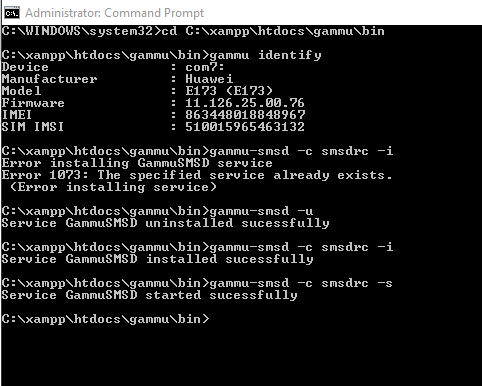 Administrator: Command Prompt
C:\WINDOWS\system32>cd C:\xampp\htdocs\gammu\bin
C:\xampp\htdocs\gammu\bin>gammu identify
Device               : com7:
Manufacturer         : Huawei
Model                : E173 (E173)
Firmware             : 11.126.25.00.76
IMEI                 : 863448018848967
SIM IMSI             : 510015965463132
C:\xampp\htdocs\gammu\bin>gammu-smsd -c smsdrc -i
Error installing GammuSMSD service
Error 1073: The specified service already exists.
 (Error installing service)
C:\xampp\htdocs\gammu\bin>gammu-smsd -u
Service GammuSMSD uninstalled sucessfully
C:\xampp\htdocs\gammu\bin>gammu-smsd -c smsdrc -i
Service GammuSMSD installed sucessfully
C:\xampp\htdocs\gammu\bin>gammu-smsd -c smsdrc -s
Service GammuSMSD started sucessfully
C:\xampp\htdocs\gammu\bin>